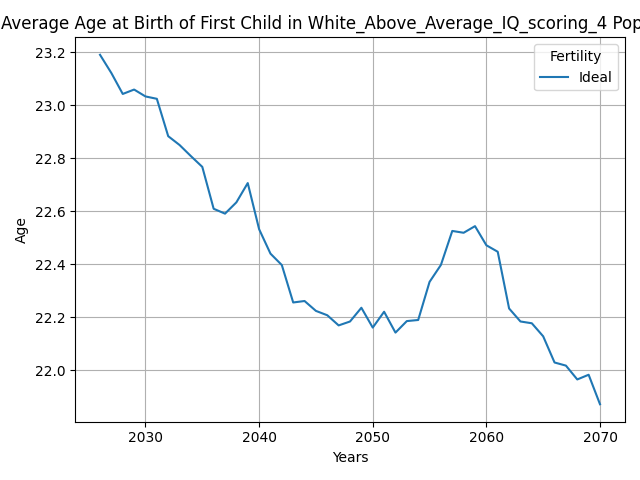 Average Age at Birth of First Child in White_Above_Average_IQ_scoring_4 Pop
Fertility
Ideal
23.2
23.0
22.8
22.6
22.4
22.2
22.0
Age
2030 2040 2050 2060 2070
Years